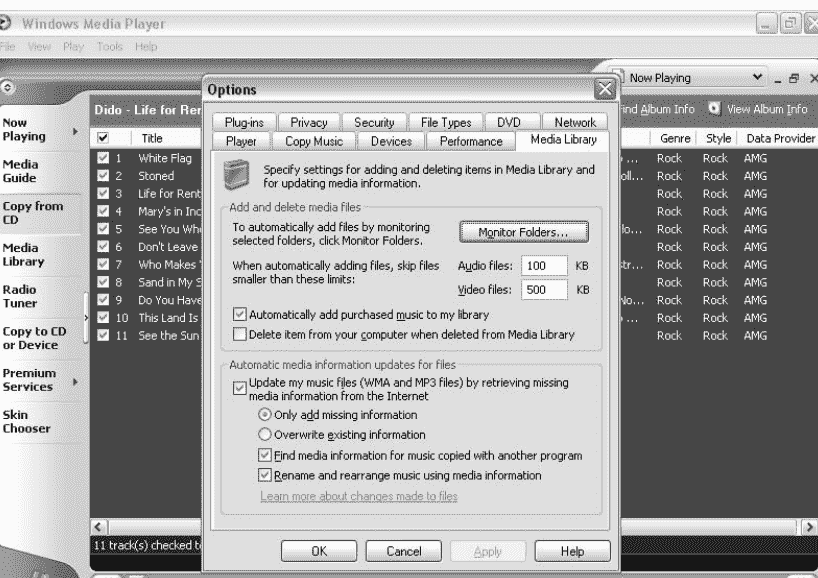 Windows Media Player
File View Play Tools Help
Now Playing
Dido - Life for Ren
Find Album Info View Album Info
Title Genre Style Data Provider
1 White Flag Rock Rock AMG
2 Stoned Rock Rock AMG
3 Life for Rent Rock Rock AMG
4 Mary's in Inc Rock Rock AMG
5 See You Whe Rock Rock AMG
6 Don't Leave Rock Rock AMG
7 Who Makes Rock Rock AMG
8 Sand in My S Rock Rock AMG
9 Do You Have Rock Rock AMG
10 This Land Is Rock Rock AMG
11 See the Sun Rock Rock AMG
11 track(s) checked to
Now
Playing
Media
Guide
Copy from
CD
Media
Library
Radio
Tuner
Copy to CD
or Device
Premium
Services
Skin
Chooser
Options
Plug-ins Privacy Security File Types DVD Network
Player Copy Music Devices Performance Media Library
Specify settings for adding and deleting items in Media Library and
for updating media information.
Add and delete media files
To automatically add files by monitoring
selected folders, click Monitor Folders.
Monitor Folders...
When automatically adding files, skip files
smaller than these limits:
Audio files: 100 KB
Video files: 500 KB
Automatically add purchased music to my library
Delete item from your computer when deleted from Media Library
Automatic media information updates for files
Update my music files (WMA and MP3 files) by retrieving missing
media information from the Internet
Only add missing information
Overwrite existing information
Find media information for music copied with another program
Rename and rearrange music using media information
Learn more about changes made to files
OK Cancel Apply Help